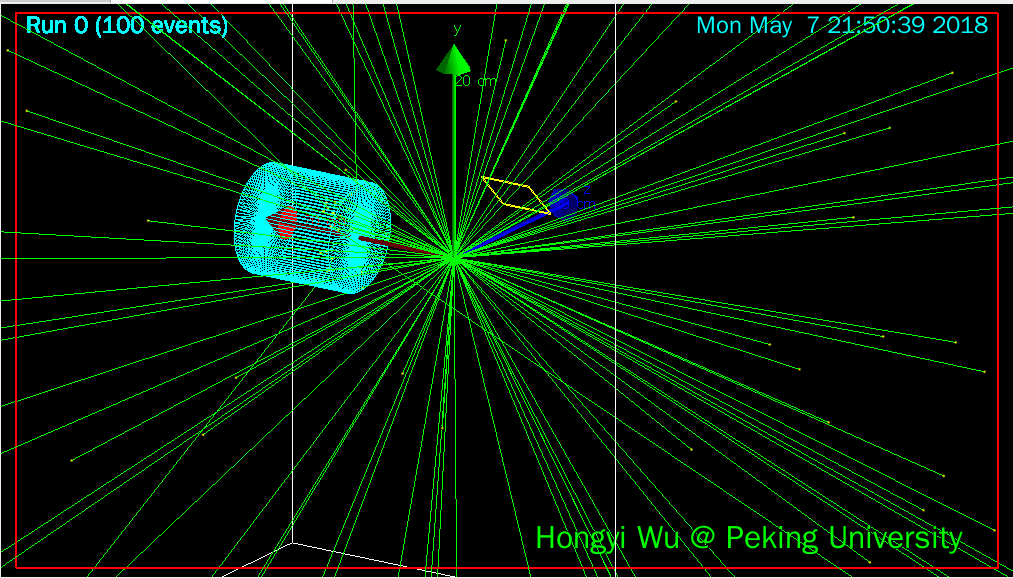 Run 0 (100 events)
Mon May 7 21:50:39 2018
y
20 cm
Hongyi Wu @ Peking University